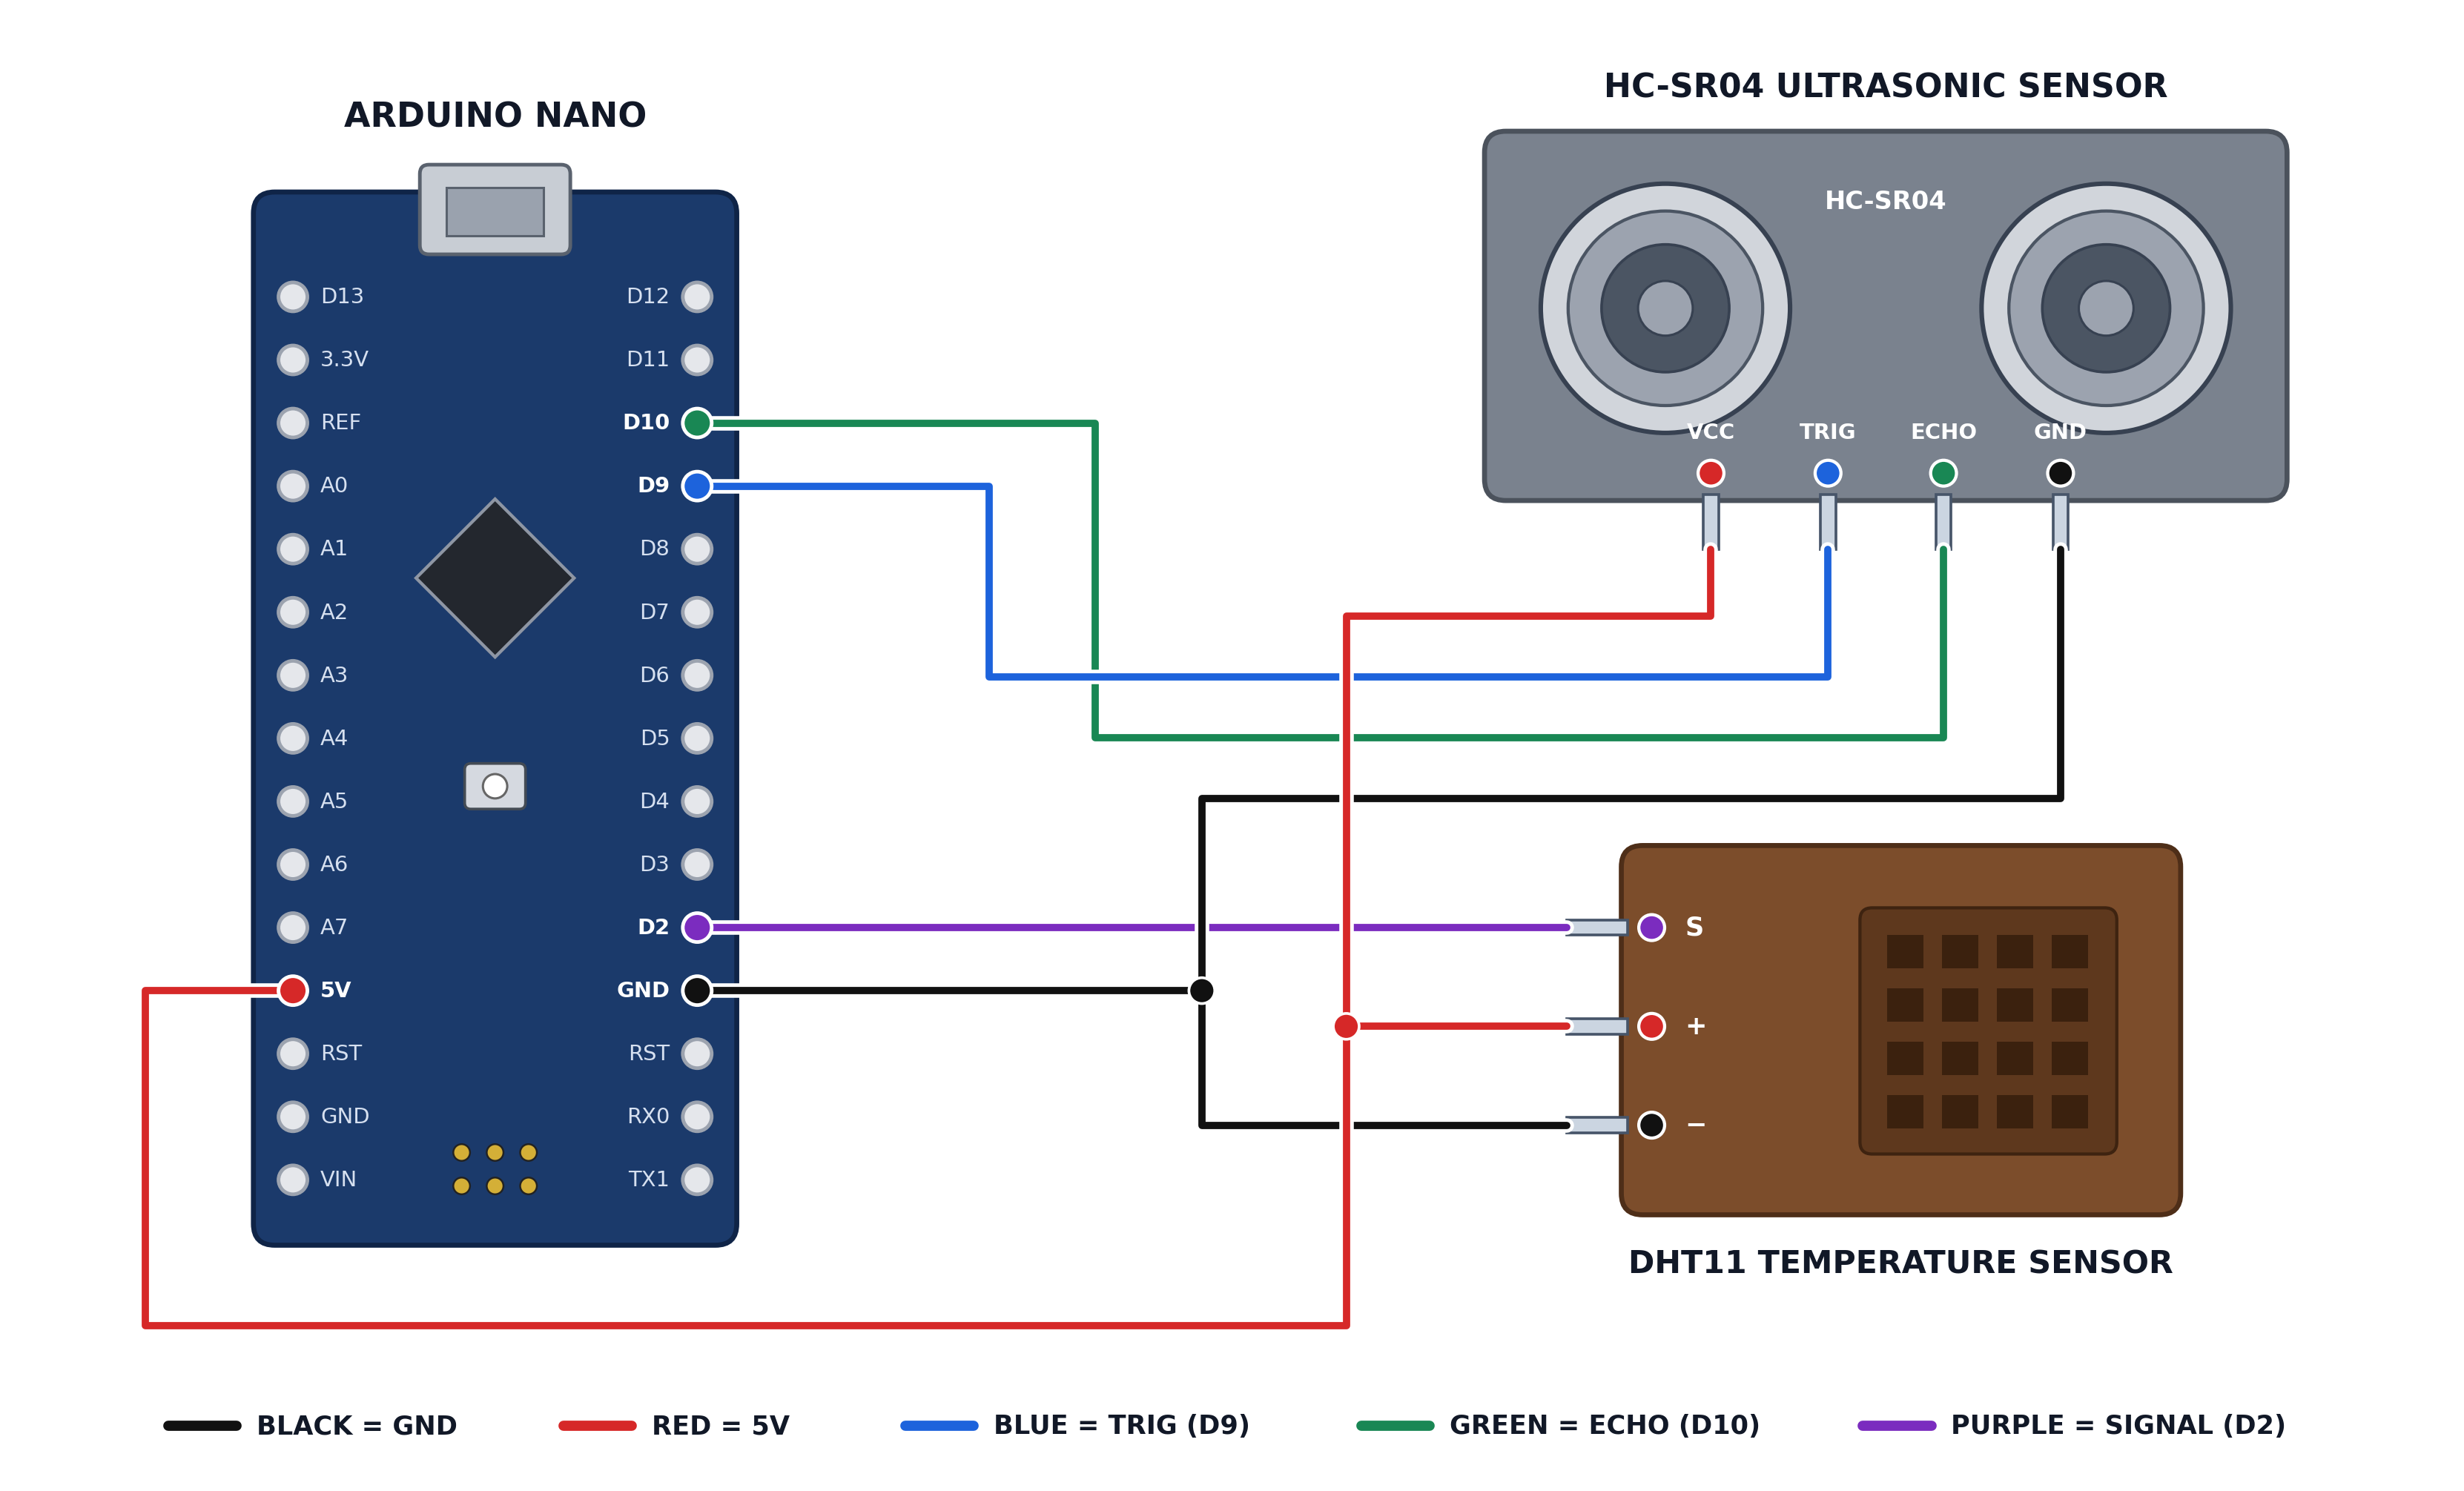 HC-SR04 ULTRASONIC SENSOR
ARDUINO NANO
HC-SR04
D13 D12
3.3V D11
REF D10
VCC TRIG ECHO GND
A0 D9
A1 D8
A2 D7
A3 D6
A4 D5
A5 D4
A6 D3
A7 D2
S
5V GND
+
RST RST
GND RX0
−
VIN TX1
DHT11 TEMPERATURE SENSOR
BLACK = GND RED = 5V BLUE = TRIG (D9) GREEN = ECHO (D10) PURPLE = SIGNAL (D2)